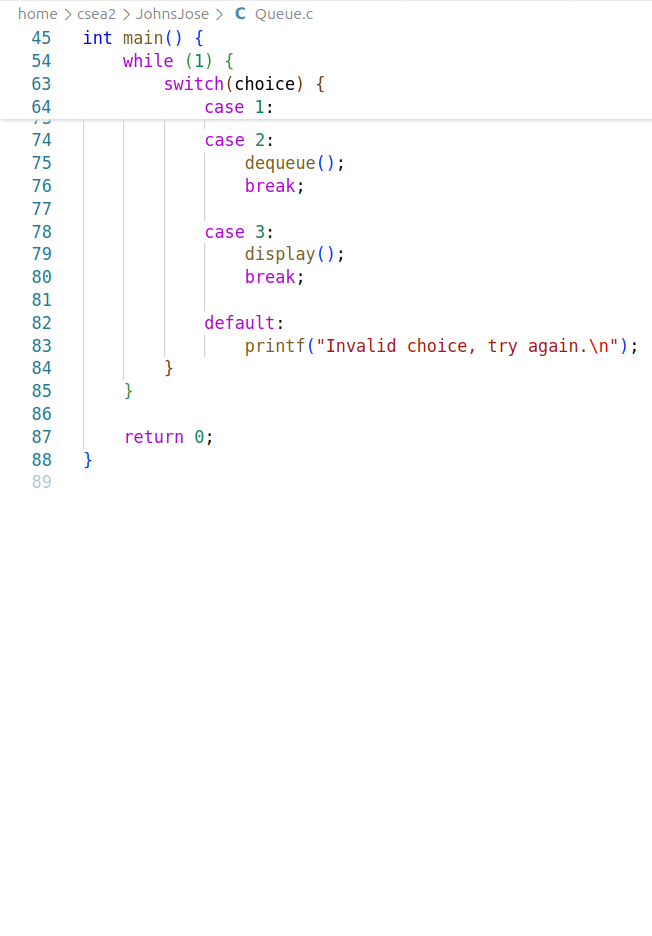 home > csea2 > JohnsJose > C Queue.c
45 int main() {
54 while (1) {
63 switch(choice) {
64 case 1:
74 case 2:
75 dequeue();
76 break;
77
78 case 3:
79 display();
80 break;
81
82 default:
83 printf("Invalid choice, try again.\n");
84 }
85 }
86
87 return 0;
88 }
89